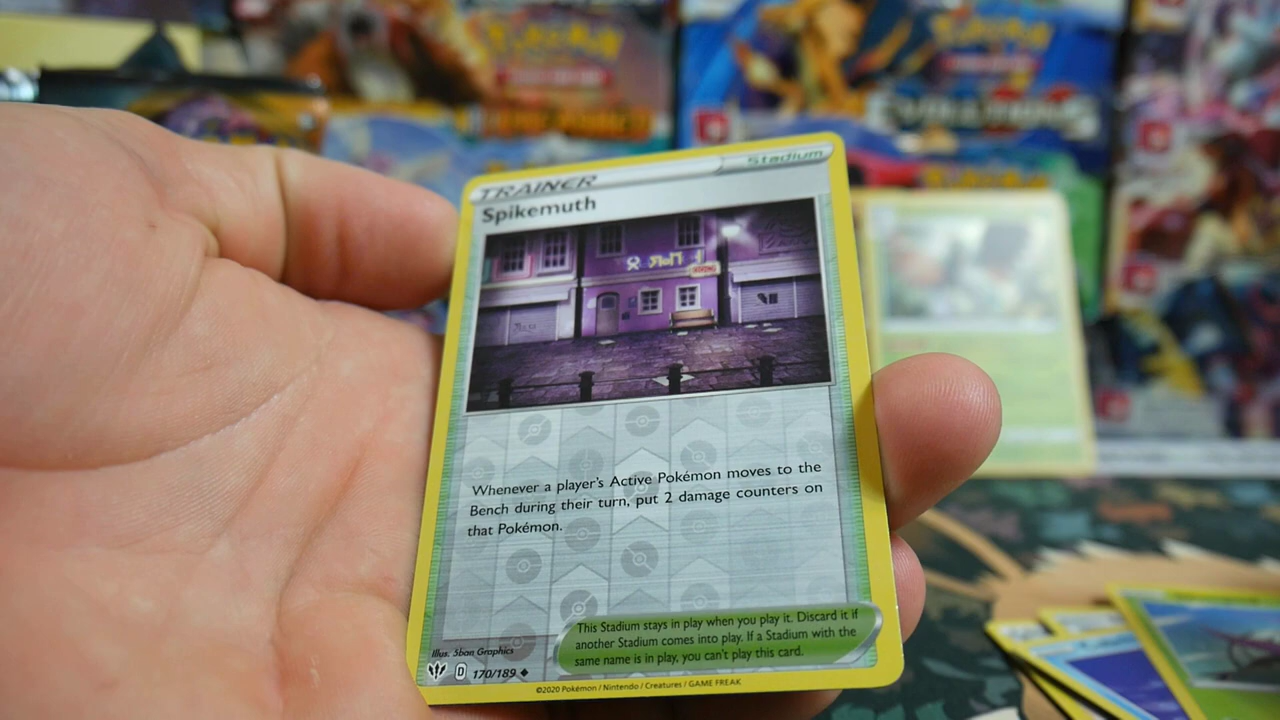 Pokémon
Pokémon
EVOLUTIONS
TRAINER
Stadium
Spikemuth
Whenever a player's Active Pokémon moves to the
Bench during their turn, put 2 damage counters on
that Pokémon.
This Stadium stays in play when you play it. Discard it if
another Stadium comes into play. If a Stadium with the
same name is in play, you can't play this card.
Illus. 5ban Graphics
D 170/189
©2020 Pokémon / Nintendo / Creatures / GAME FREAK